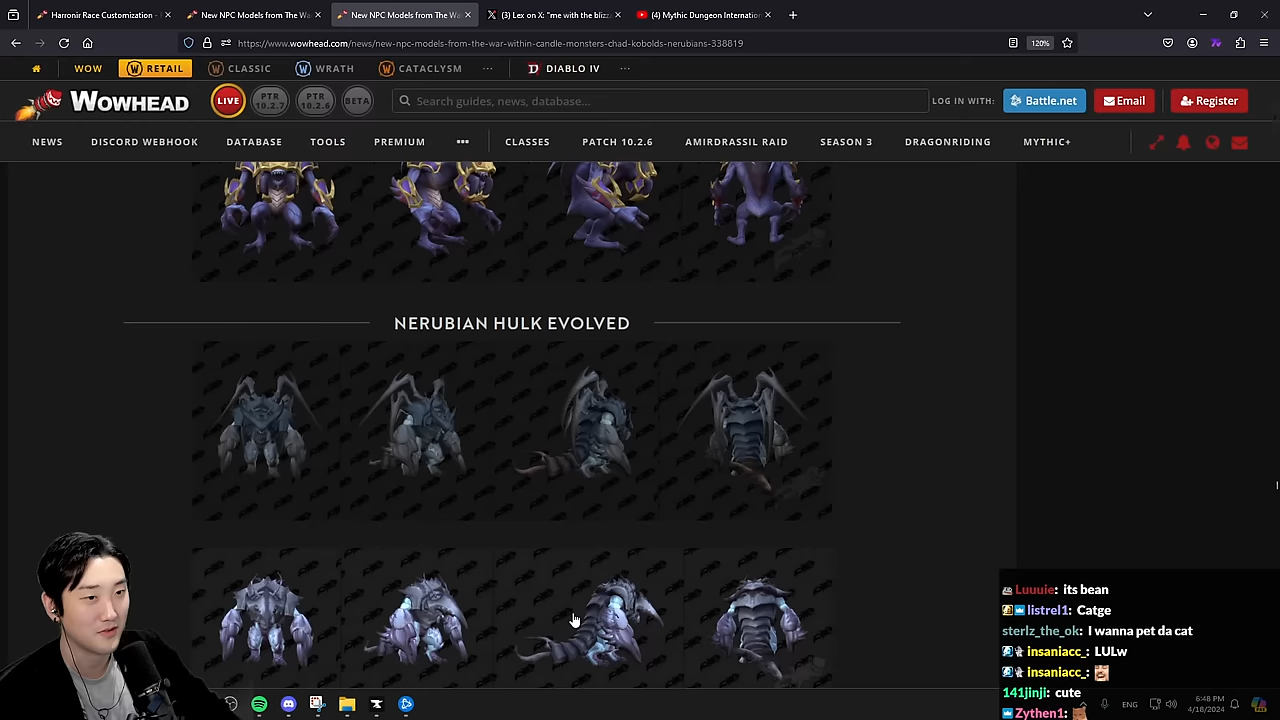 Harronir Race Customization -
New NPC Models from The Wa
New NPC Models from The Wa
(3) Lex on X: "me with the blizz
(4) Mythic Dungeon Internation
https://www.wowhead.com/news/new-npc-models-from-the-war-within-candle-monsters-chad-kobolds-nerubians-338819
120%
WOW
RETAIL
CLASSIC
WRATH
CATACLYSM
DIABLO IV
WOWHEAD
LIVE
PTR 10.2.7
PTR 10.2.6
BETA
Search guides, news, database...
LOG IN WITH:
Battle.net
Email
Register
NEWS
DISCORD WEBHOOK
DATABASE
TOOLS
PREMIUM
CLASSES
PATCH 10.2.6
AMIRDRASSIL RAID
SEASON 3
DRAGONRIDING
MYTHIC+
NERUBIAN HULK EVOLVED
Luuuie: its bean
listrel1: Catge
sterlz_the_ok: I wanna pet da cat
insaniacc_: LULw
insaniacc_:
141jinji: cute
Zythen1:
ENG
6:48 PM
4/18/2024